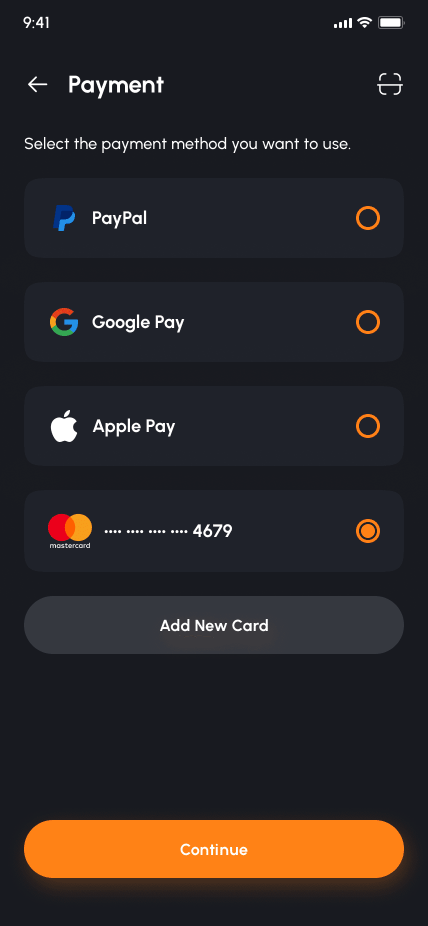 9:41
Payment
Select the payment method you want to use.
PayPal
Google Pay
Apple Pay
mastercard
•••• •••• •••• •••• 4679
Add New Card
Continue